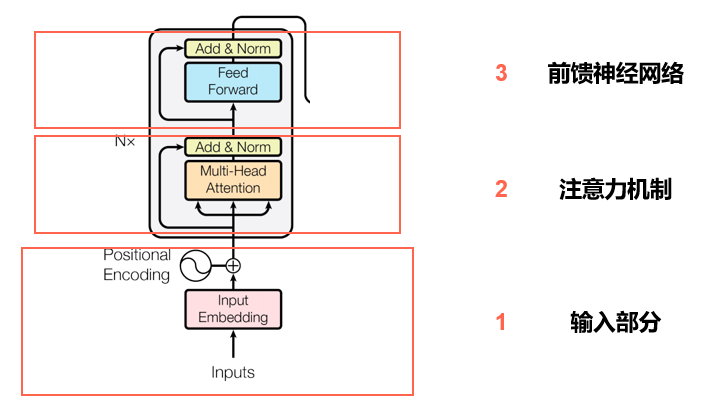 Add & Norm
Feed
Forward
3 前馈神经网络
N×
Add & Norm
Multi-Head
Attention
2 注意力机制
Positional
Encoding
Input
Embedding
1 输入部分
Inputs